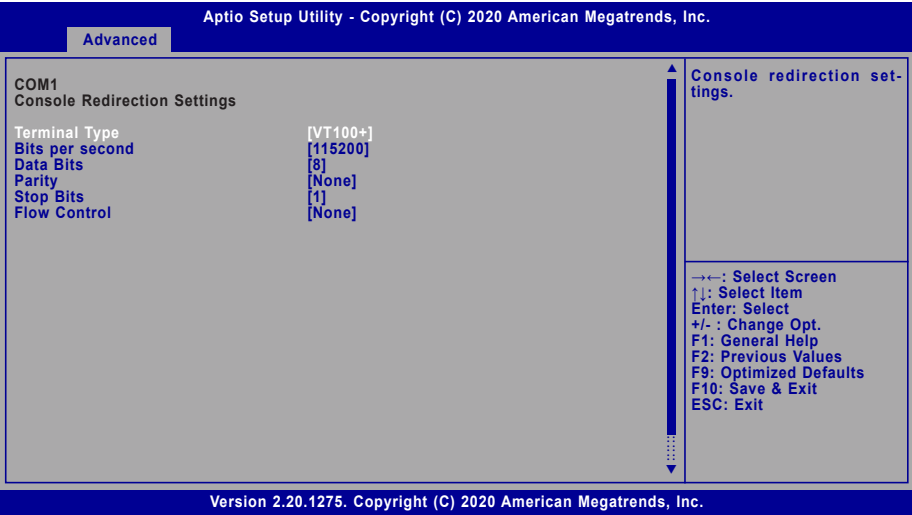 Aptio Setup Utility - Copyright (C) 2020 American Megatrends, Inc.
Advanced
COM1
Console Redirection Settings
Terminal Type [VT100+]
Bits per second [115200]
Data Bits [8]
Parity [None]
Stop Bits [1]
Flow Control [None]
Console redirection set-
tings.
→←: Select Screen
↑↓: Select Item
Enter: Select
+/- : Change Opt.
F1: General Help
F2: Previous Values
F9: Optimized Defaults
F10: Save & Exit
ESC: Exit
Version 2.20.1275. Copyright (C) 2020 American Megatrends, Inc.